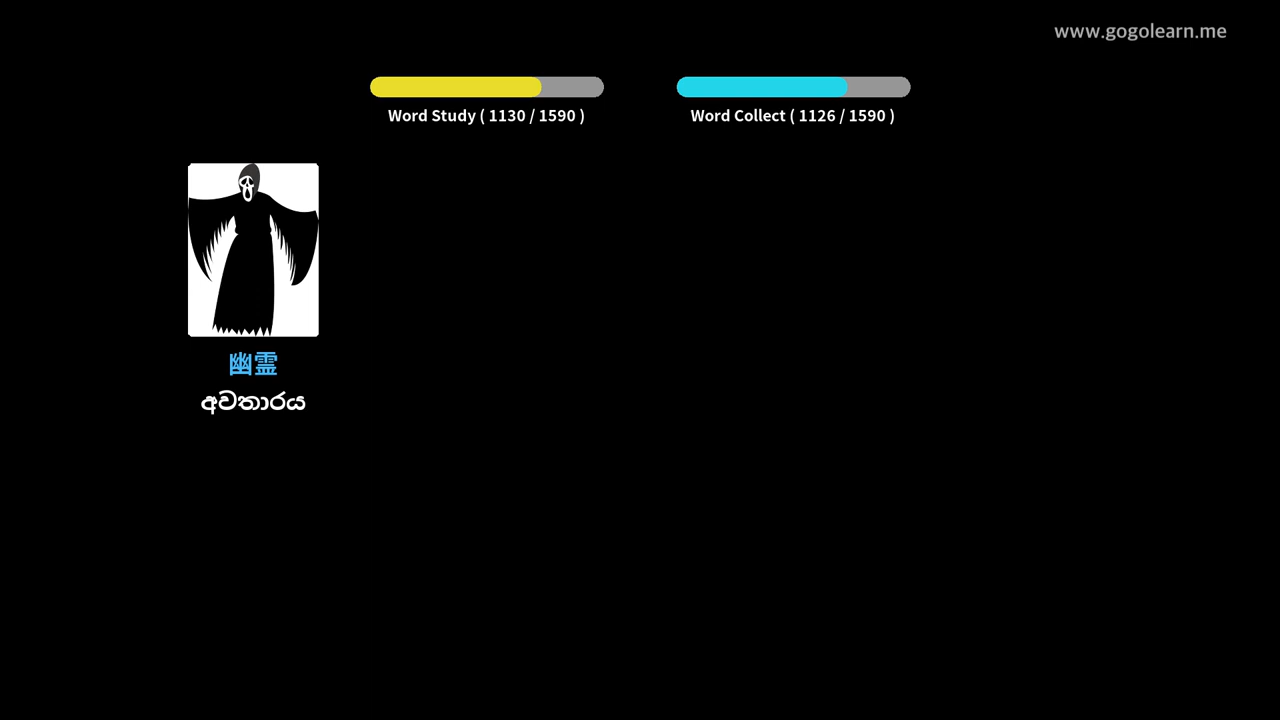 www.gogolearn.me
Word Study ( 1130 / 1590 )
Word Collect ( 1126 / 1590 )
幽霊
අවතාරය